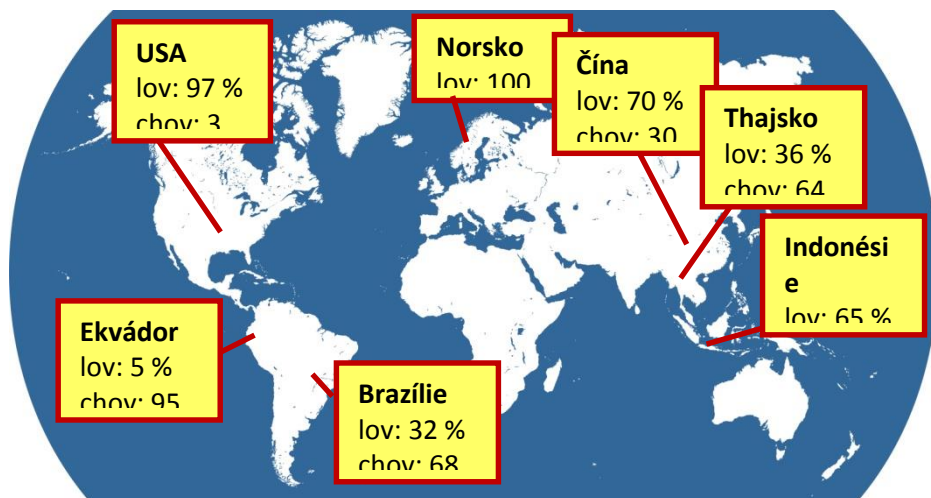 USA
lov: 97 %
chov: 3
Norsko
lov: 100
Čína
lov: 70 %
chov: 30
Thajsko
lov: 36 %
chov: 64
Indonési
e
lov: 65 %
Ekvádor
lov: 5 %
chov: 95
Brazílie
lov: 32 %
chov: 68